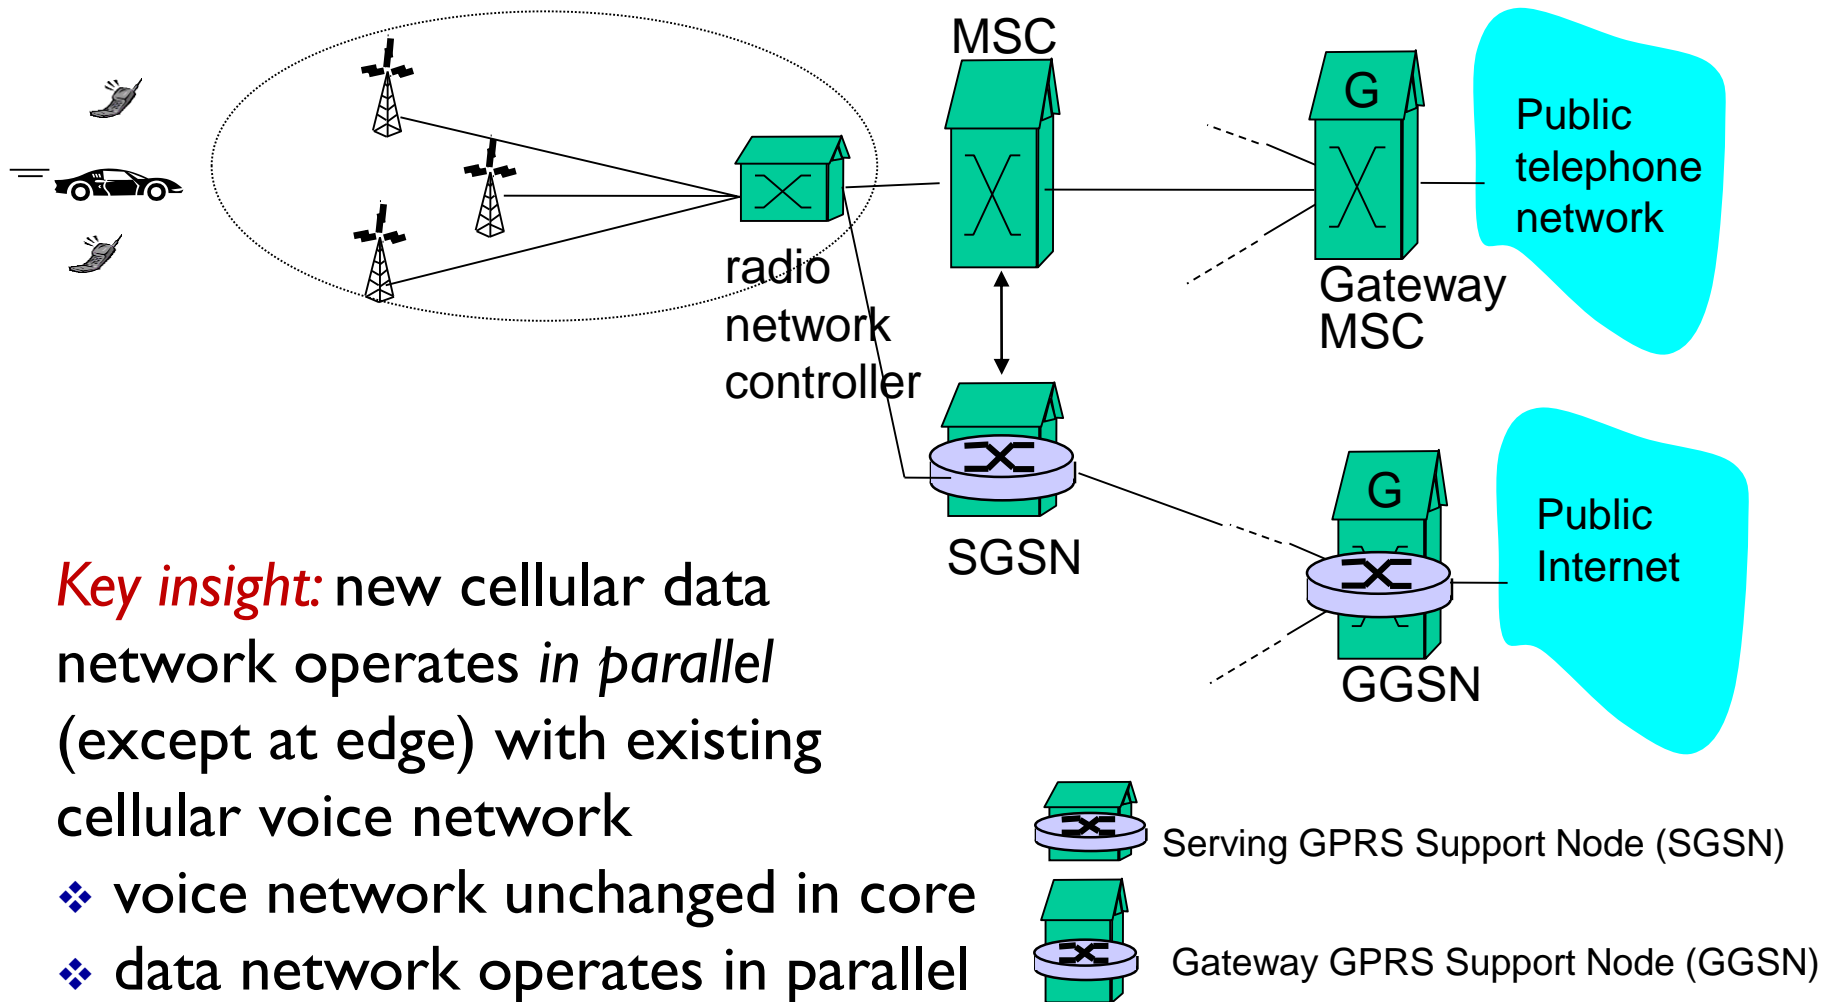 MSC
G
Public
telephone
network
radio
network
controller
Gateway
MSC
SGSN
G
Public
Internet
GGSN
Key insight: new cellular data
network operates in parallel
(except at edge) with existing
cellular voice network
❖ voice network unchanged in core
❖ data network operates in parallel
Serving GPRS Support Node (SGSN)
Gateway GPRS Support Node (GGSN)